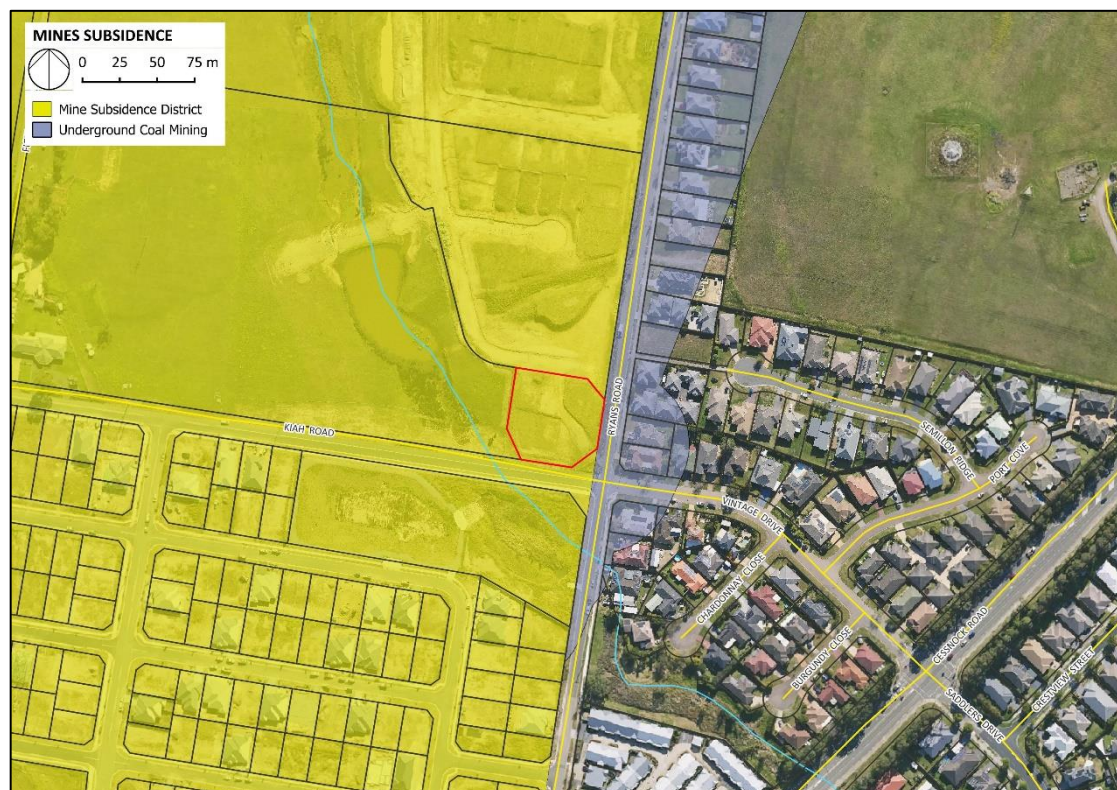 MINES SUBSIDENCE
0 25 50 75 m
Mine Subsidence District
Underground Coal Mining
KIAH ROAD
RYANS ROAD
SEMILLON RIDGE
PORT COVE
VINTAGE DRIVE
CHARDONNAY CLOSE
BURGUNDY CLOSE
CESSNOCK ROAD
SADDLERS DRIVE
CRESTVIEW STREET